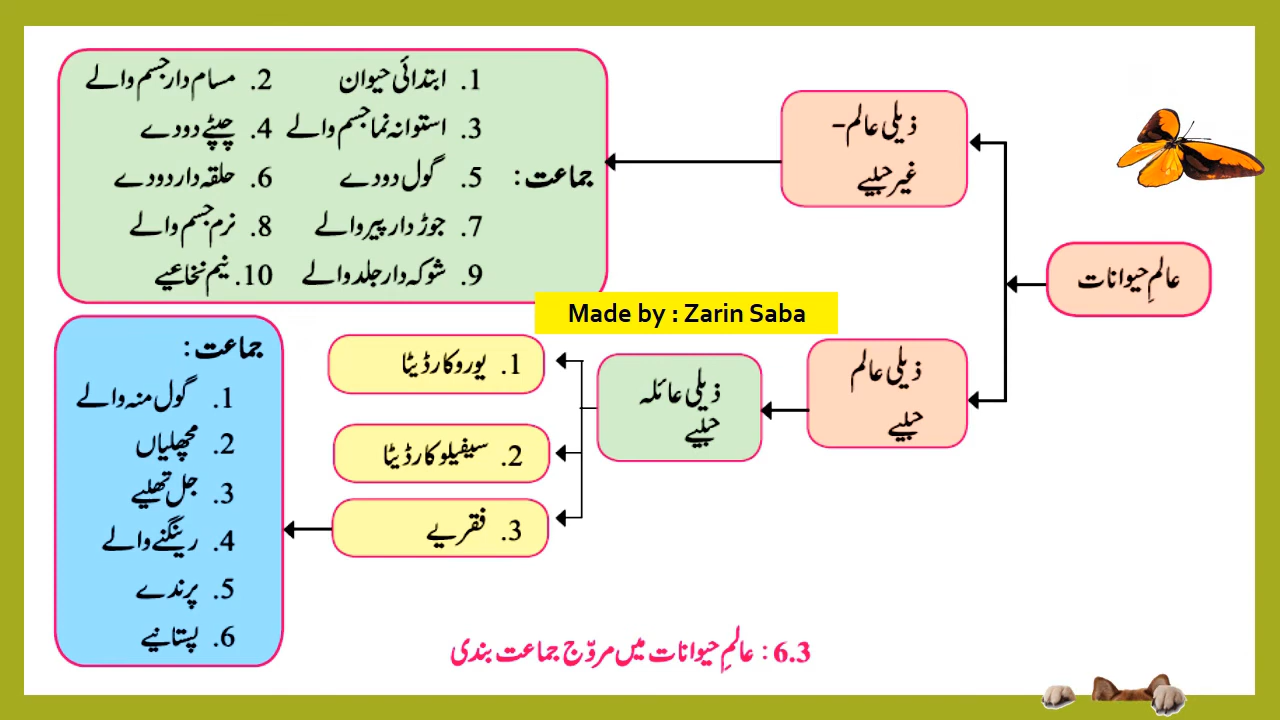 عالمِ حیوانات
ذیلی عالم-
غیر حبلیے
جماعت :
1. ابتدائی حیوان
2. مسام دار جسم والے
3. استوانہ نما جسم والے
4. چپٹے دودے
5. گول دودے
6. حلقہ دار دودے
7. جوڑ دار پیر والے
8. نرم جسم والے
9. شوکہ دار جلد والے
10. نیم نخاعیے
Made by : Zarin Saba
ذیلی عالم
حبلیے
ذیلی عائلہ
حبلیے
1. یوروکارڈیٹا
2. سیفیلوکارڈیٹا
3. فقریے
جماعت :
1. گول منہ والے
2. مچھلیاں
3. جل تھلیے
4. رینگنے والے
5. پرندے
6. پستانیے
6.3 : عالمِ حیوانات میں مروّج جماعت بندی